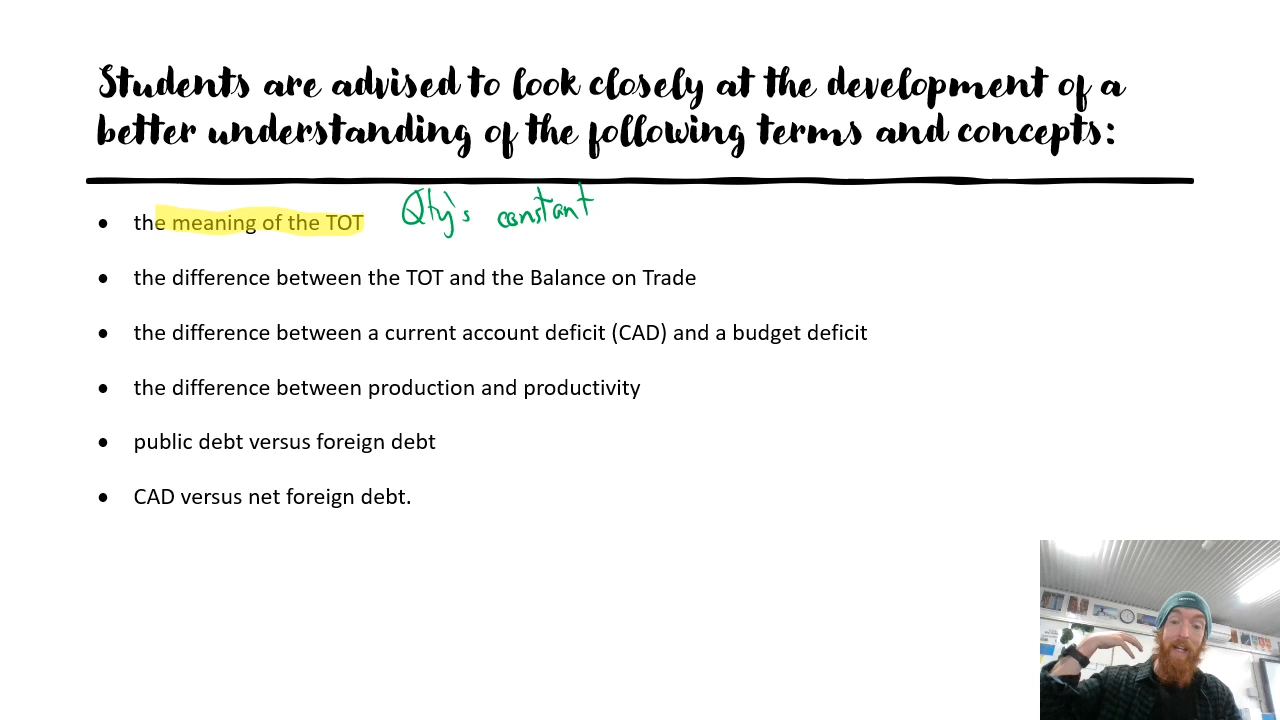 Students are advised to look closely at the development of a
better understanding of the following terms and concepts:
• the meaning of the TOT Qty's constant
• the difference between the TOT and the Balance on Trade
• the difference between a current account deficit (CAD) and a budget deficit
• the difference between production and productivity
• public debt versus foreign debt
• CAD versus net foreign debt.